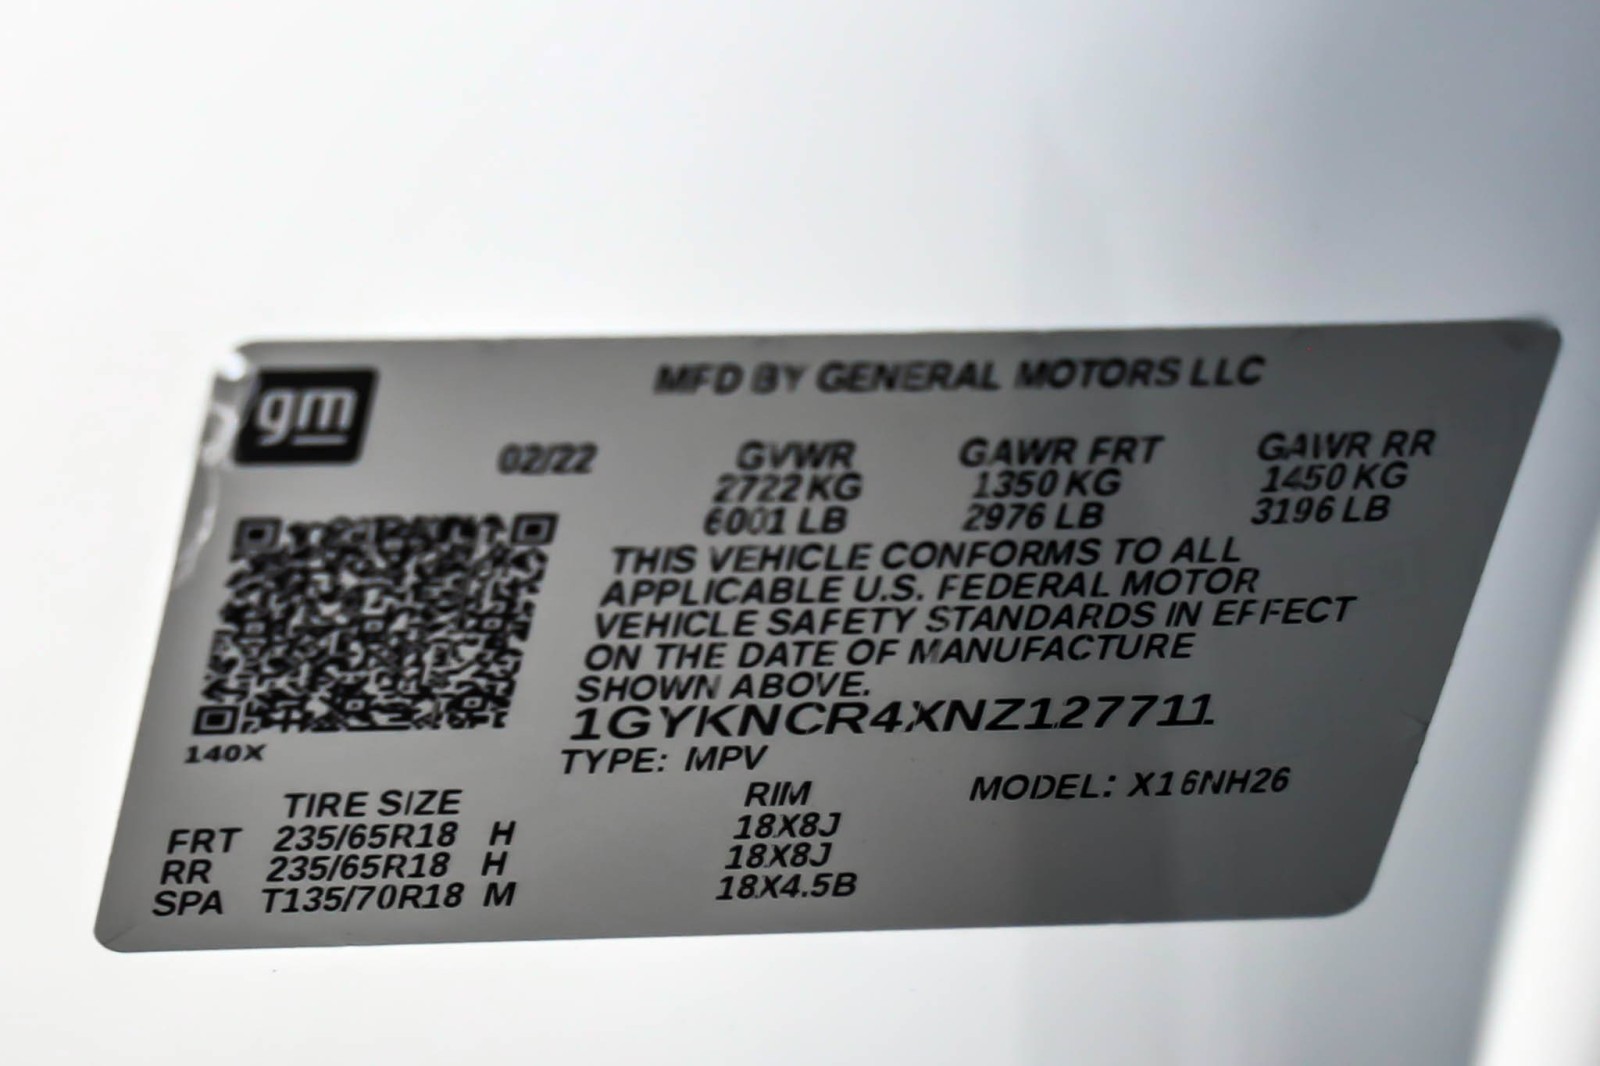 gm
MFD BY GENERAL MOTORS LLC
02/22 GVWR GAWR FRT GAWR RR
2722 KG 1350 KG 1450 KG
6001 LB 2976 LB 3196 LB
THIS VEHICLE CONFORMS TO ALL
APPLICABLE U.S. FEDERAL MOTOR
VEHICLE SAFETY STANDARDS IN EFFECT
ON THE DATE OF MANUFACTURE
SHOWN ABOVE.
1GYKNCR4XNZ127711
140X
TYPE: MPV
MODEL: X16NH26
TIRE SIZE RIM
FRT 235/65R18 H 18X8J
RR 235/65R18 H 18X8J
SPA T135/70R18 M 18X4.5B